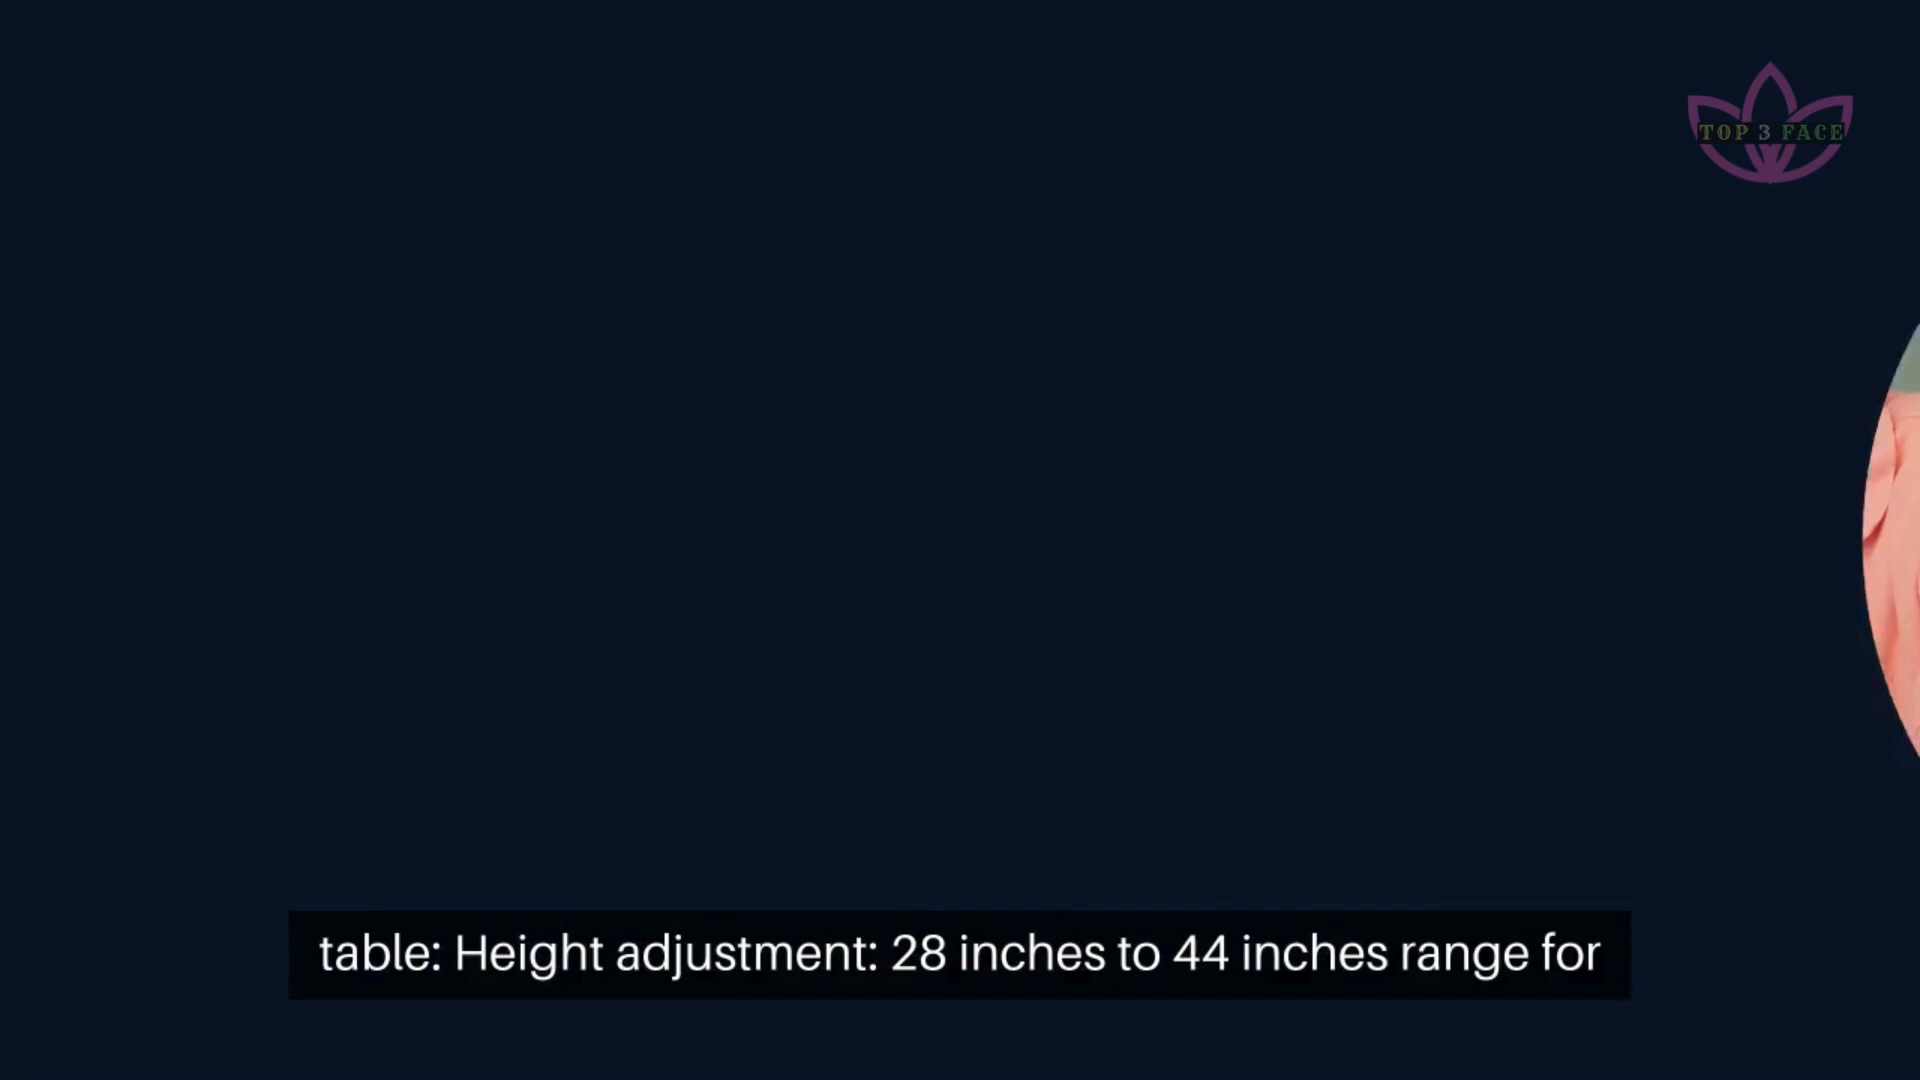 TOP 3 FACE
table: Height adjustment: 28 inches to 44 inches range for